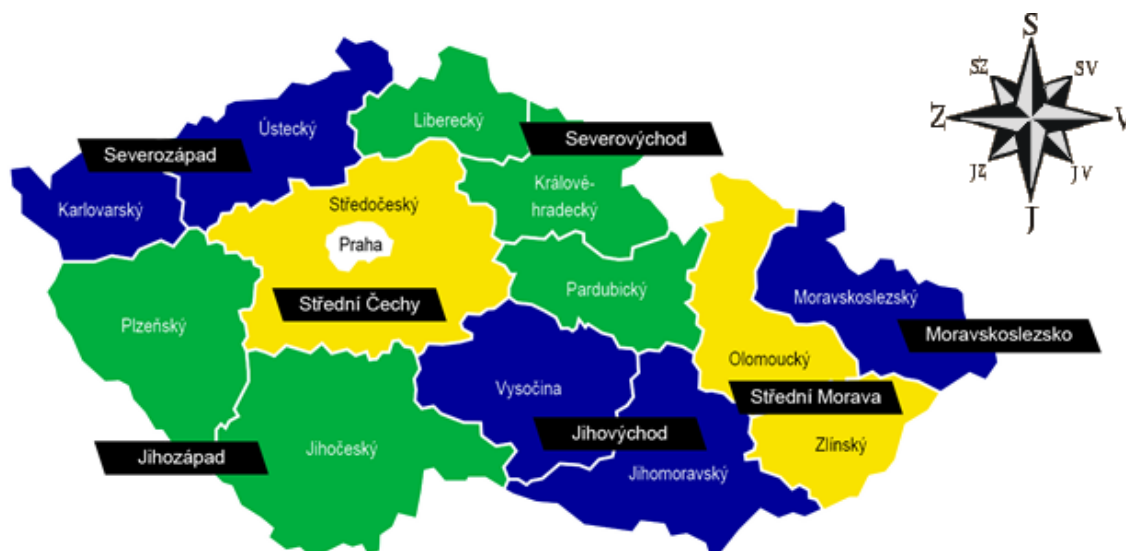 S
SZ
SV
Z
V
JZ
JV
J
Ústecký
Liberecký
Severozápad
Severovýchod
Karlovarský
Středočeský
Králové-
hradecký
Praha
Pardubický
Moravskoslezský
Střední Čechy
Plzeňský
Moravskoslezsko
Olomoucký
Vysočina
Střední Morava
Jihovýchod
Zlínský
Jihočeský
Jihozápad
Jihomoravský